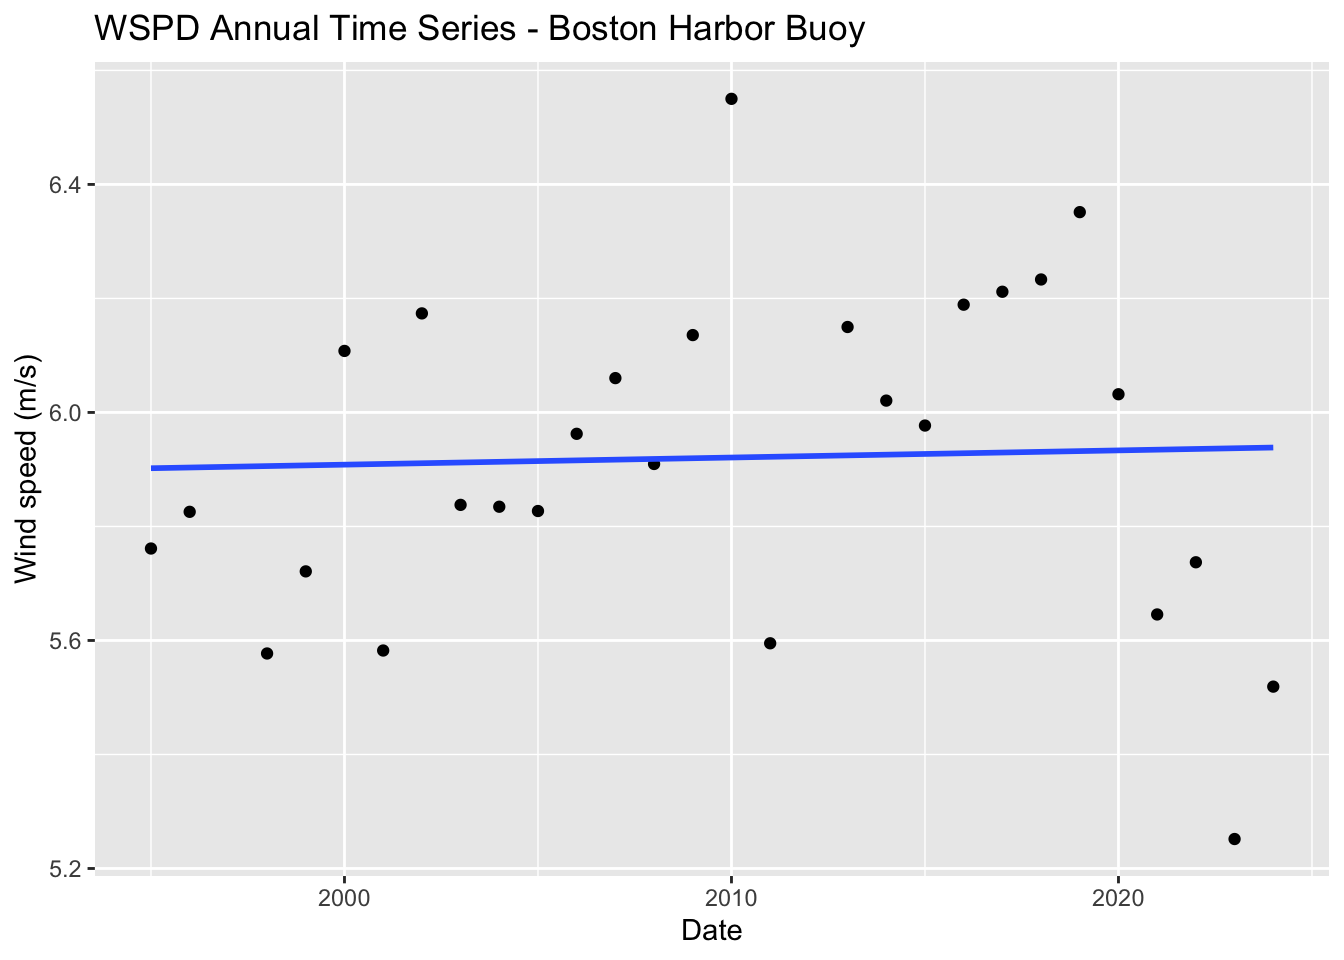 WSPD Annual Time Series - Boston Harbor Buoy
Wind speed (m/s)
6.4
6.0
5.6
5.2
2000
2010
2020
Date